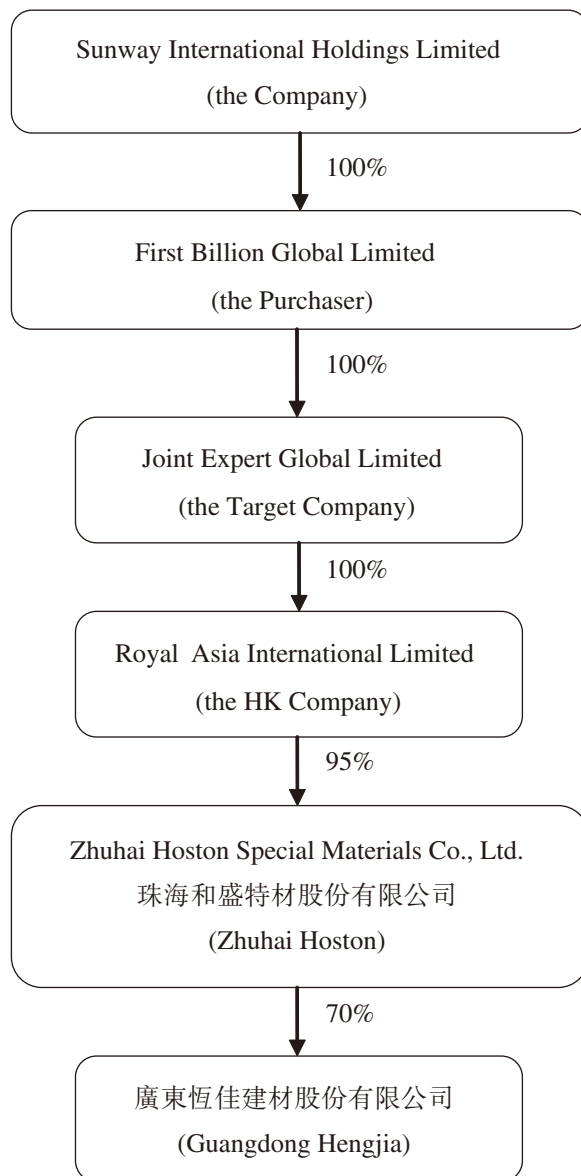 Sunway International Holdings Limited
(the Company)
100%
First Billion Global Limited
(the Purchaser)
100%
Joint Expert Global Limited
(the Target Company)
100%
Royal Asia International Limited
(the HK Company)
95%
Zhuhai Hoston Special Materials Co., Ltd.
珠海和盛特材股份有限公司
(Zhuhai Hoston)
70%
廣東恆佳建材股份有限公司
(Guangdong Hengjia)